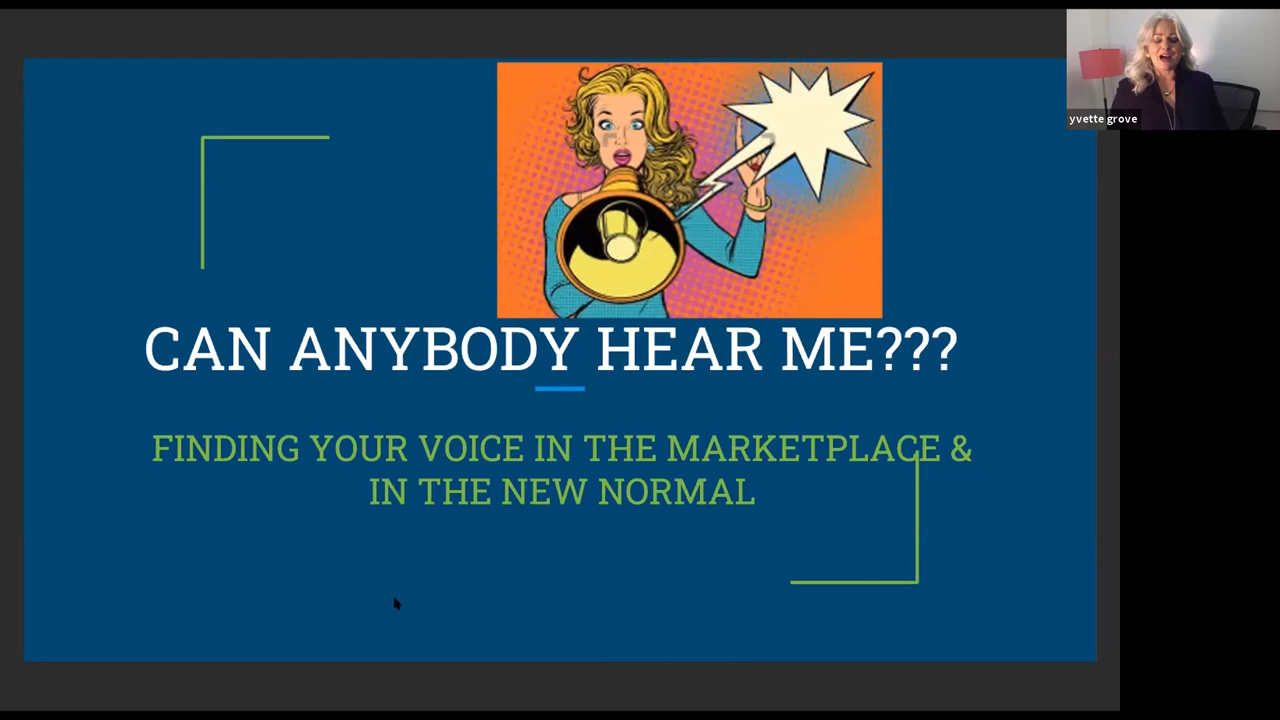 yvette grove
CAN ANYBODY HEAR ME???
FINDING YOUR VOICE IN THE MARKETPLACE &
IN THE NEW NORMAL